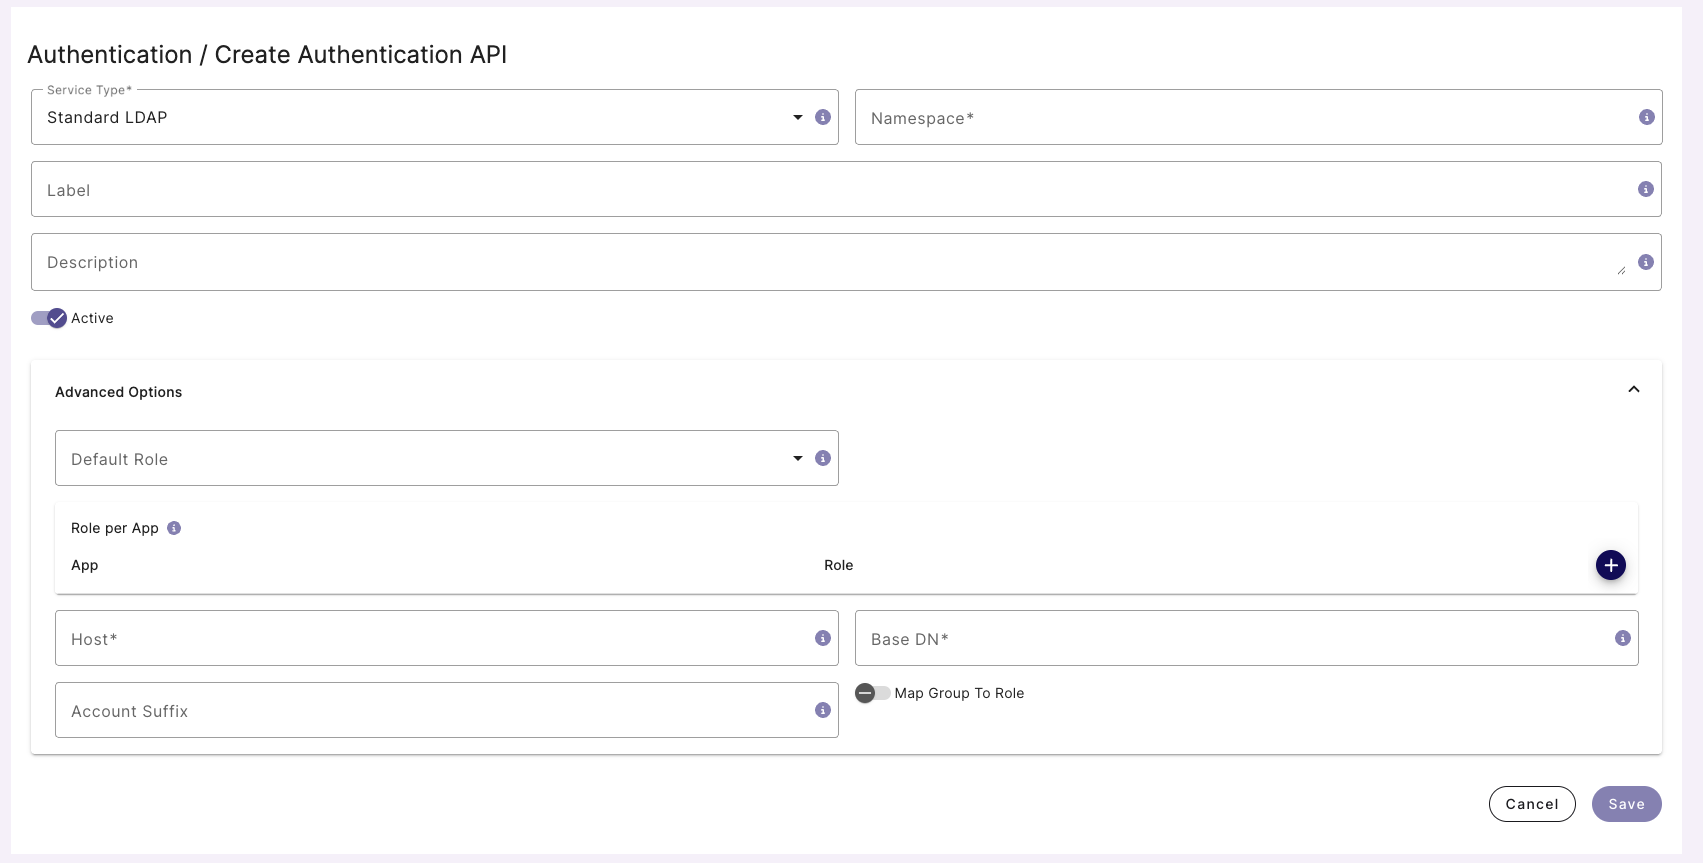 Authentication / Create Authentication API
Service Type*
Standard LDAP
Namespace*
Label
Description
Active
Advanced Options
Default Role
Role per App
App Role
Host*
Base DN*
Account Suffix
Map Group To Role
Cancel Save